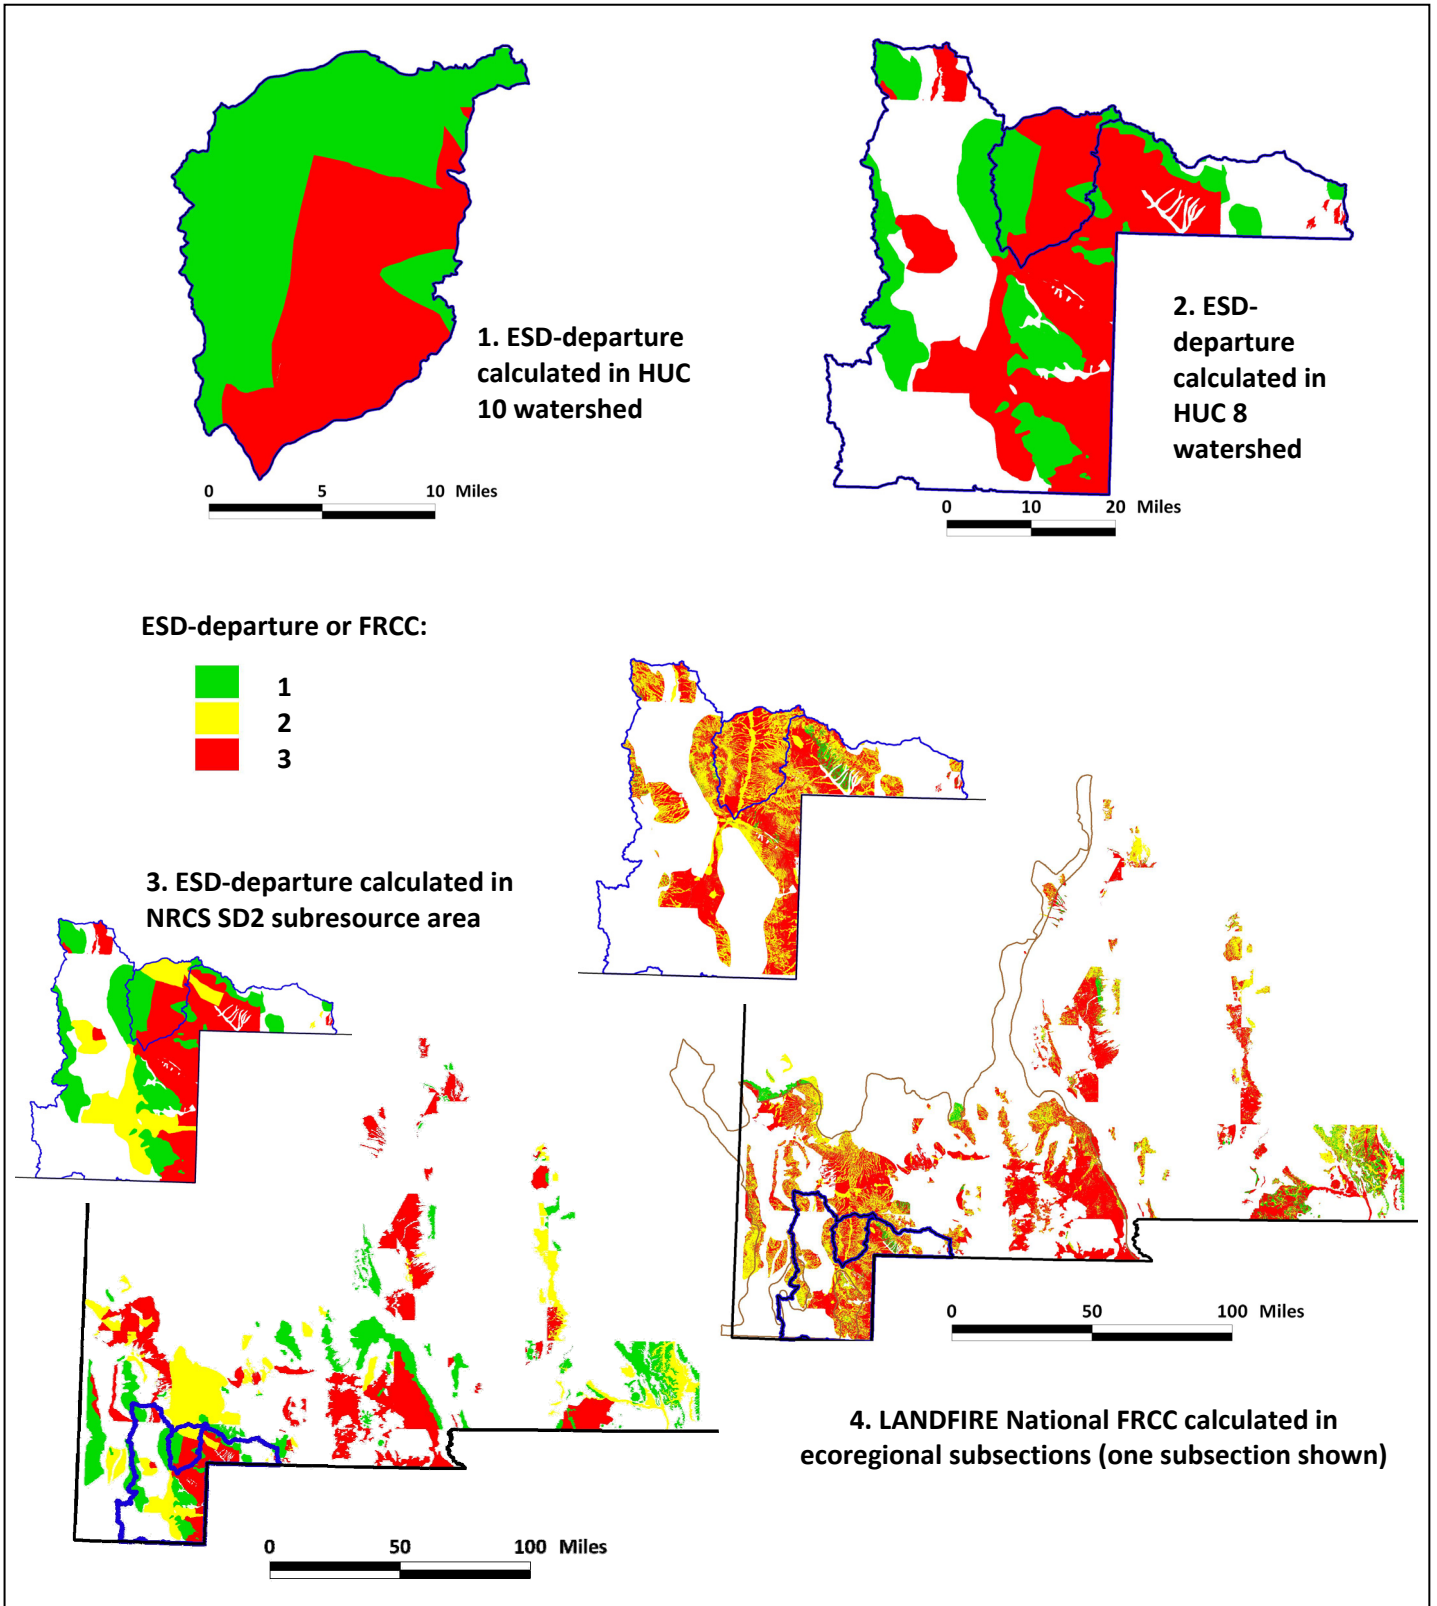 1. ESD-departure
calculated in HUC
10 watershed
0 5 10 Miles
2. ESD-
departure
calculated in
HUC 8
watershed
0 10 20 Miles
ESD-departure or FRCC:
1
2
3
3. ESD-departure calculated in
NRCS SD2 subresource area
0 50 100 Miles
4. LANDFIRE National FRCC calculated in
ecoregional subsections (one subsection shown)
0 50 100 Miles